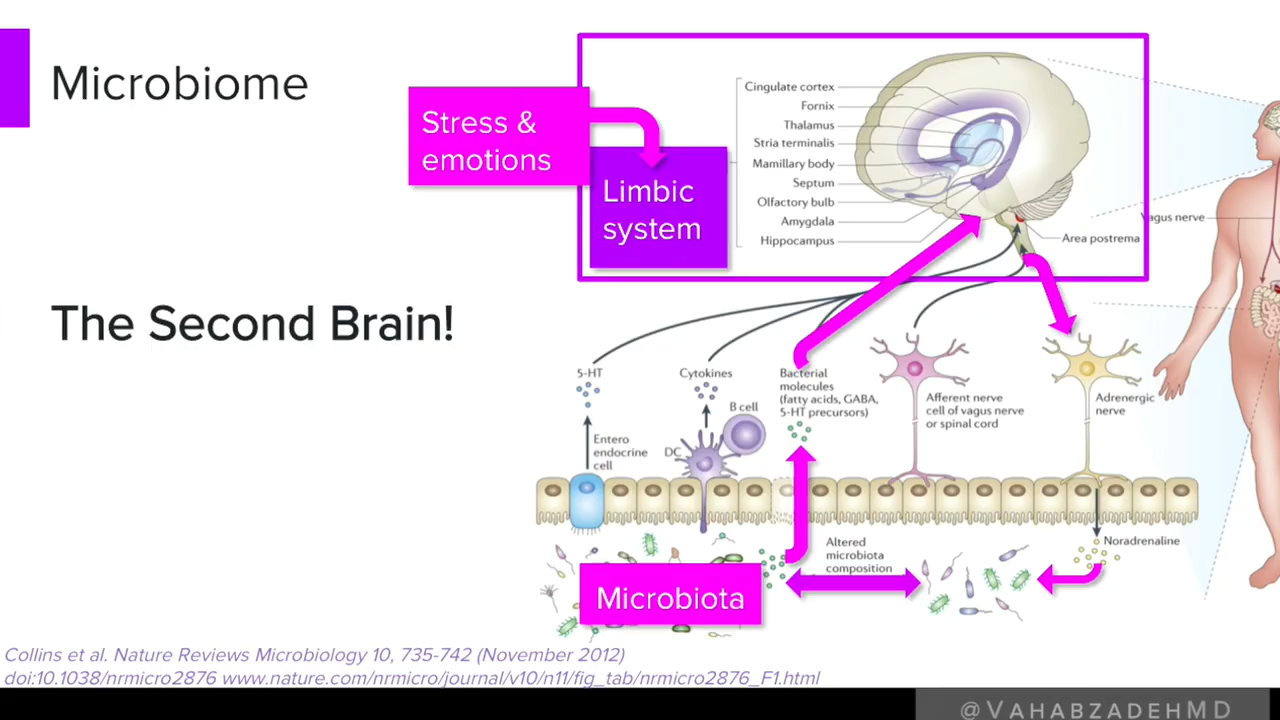 Microbiome
Stress &
emotions
Limbic
system
Cingulate cortex
Fornix
Thalamus
Stria terminalis
Mamillary body
Septum
Olfactory bulb
Amygdala
Hippocampus
Area postrema
Vagus nerve
The Second Brain!
5-HT
Cytokines
Bacterial
molecules
(fatty acids, GABA,
5-HT precursors)
B cell
DC
Entero
endocrine
cell
Afferent nerve
cell of vagus nerve
or spinal cord
Adrenergic
nerve
Altered
microbiota
composition
Noradrenaline
Microbiota
Collins et al. Nature Reviews Microbiology 10, 735-742 (November 2012)
doi:10.1038/nrmicro2876 www.nature.com/nrmicro/journal/v10/n11/fig_tab/nrmicro2876_F1.html
@VAHABZADEHMD